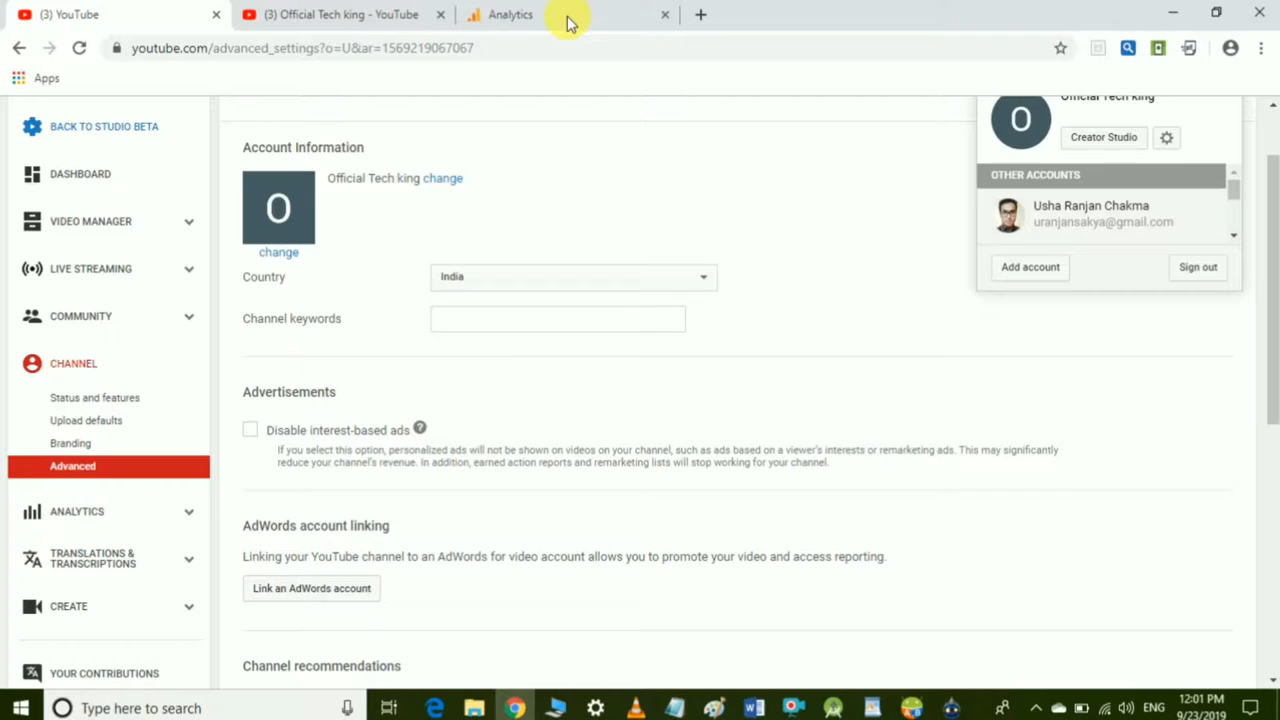 (3) YouTube
(3) Official Tech king - YouTube
Analytics
youtube.com/advanced_settings?o=U&ar=1569219067067
Apps
BACK TO STUDIO BETA
DASHBOARD
VIDEO MANAGER
LIVE STREAMING
COMMUNITY
CHANNEL
Status and features
Upload defaults
Branding
Advanced
ANALYTICS
TRANSLATIONS &
TRANSCRIPTIONS
CREATE
YOUR CONTRIBUTIONS
Account Information
O
Official Tech king change
change
Country
India
Channel keywords
Advertisements
Disable interest-based ads ?
If you select this option, personalized ads will not be shown on videos on your channel, such as ads based on a viewer's interests or remarketing ads. This may significantly
reduce your channel's revenue. In addition, earned action reports and remarketing lists will stop working for your channel.
AdWords account linking
Linking your YouTube channel to an AdWords for video account allows you to promote your video and access reporting.
Link an AdWords account
Channel recommendations
Official Tech king
O
Creator Studio
OTHER ACCOUNTS
Usha Ranjan Chakma
uranjansakya@gmail.com
Add account
Sign out
Type here to search
ENG
12:01 PM
9/23/2019